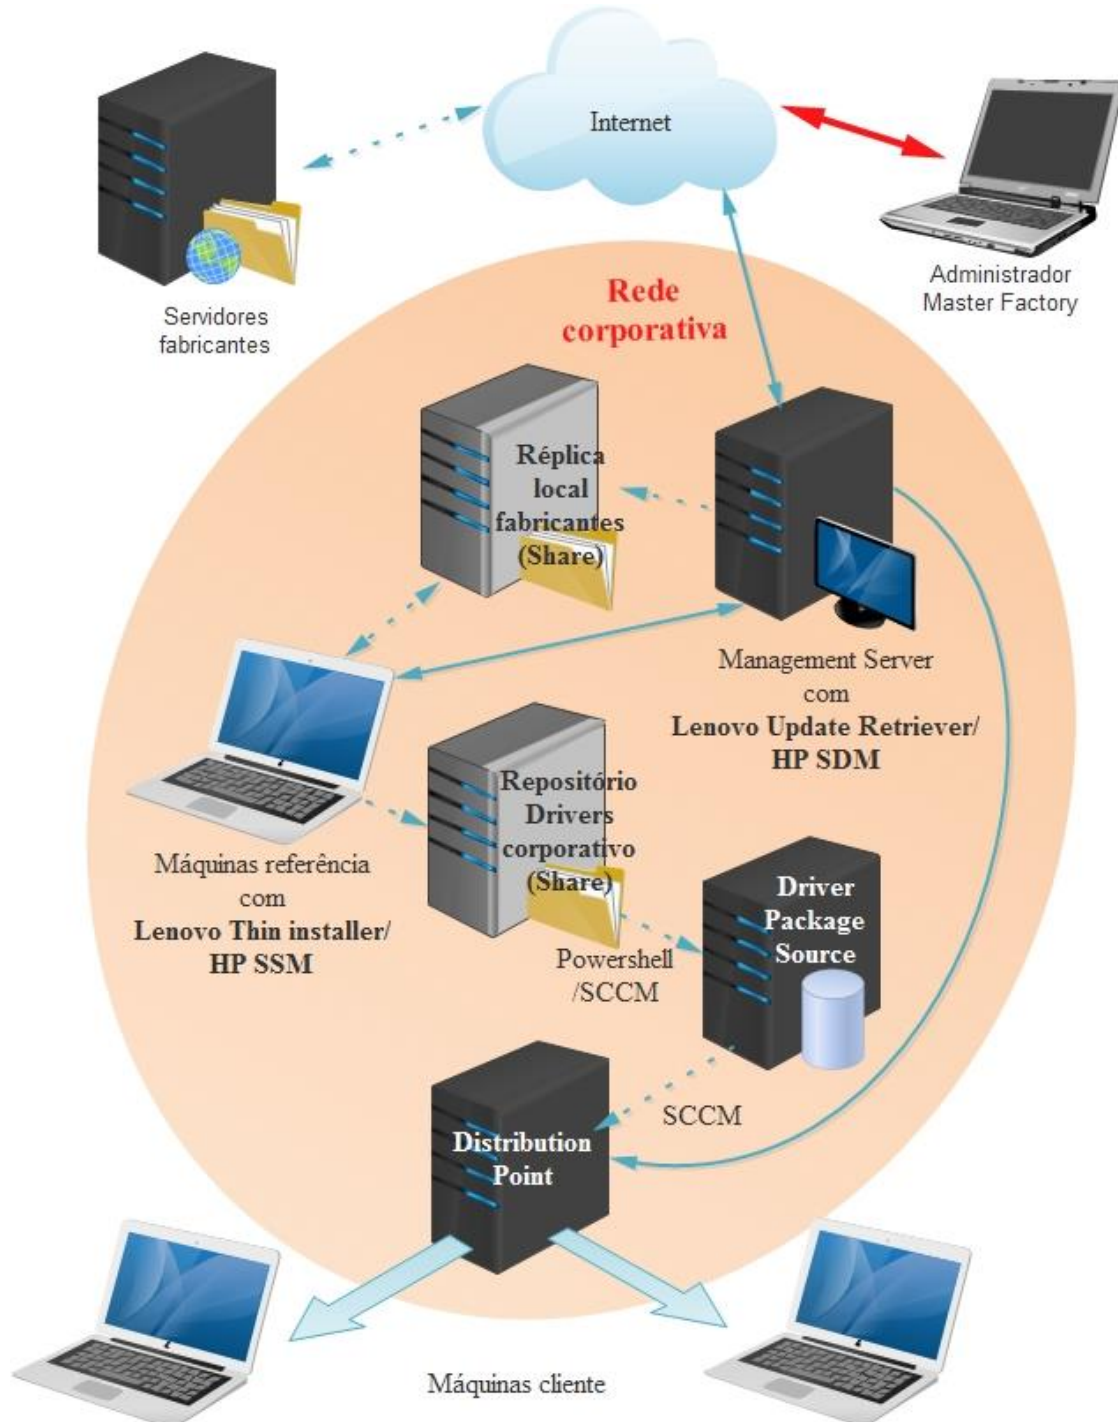 Internet
Servidores
fabricantes
Administrador
Master Factory
Rede
corporativa
Réplica
local
fabricantes
(Share)
Management Server
com
Lenovo Update Retriever/
HP SDM
Máquinas referência
com
Lenovo Thin installer/
HP SSM
Repositório
Drivers
corporativo
(Share)
Powershell
/SCCM
Driver
Package
Source
SCCM
Distribution
Point
Máquinas cliente